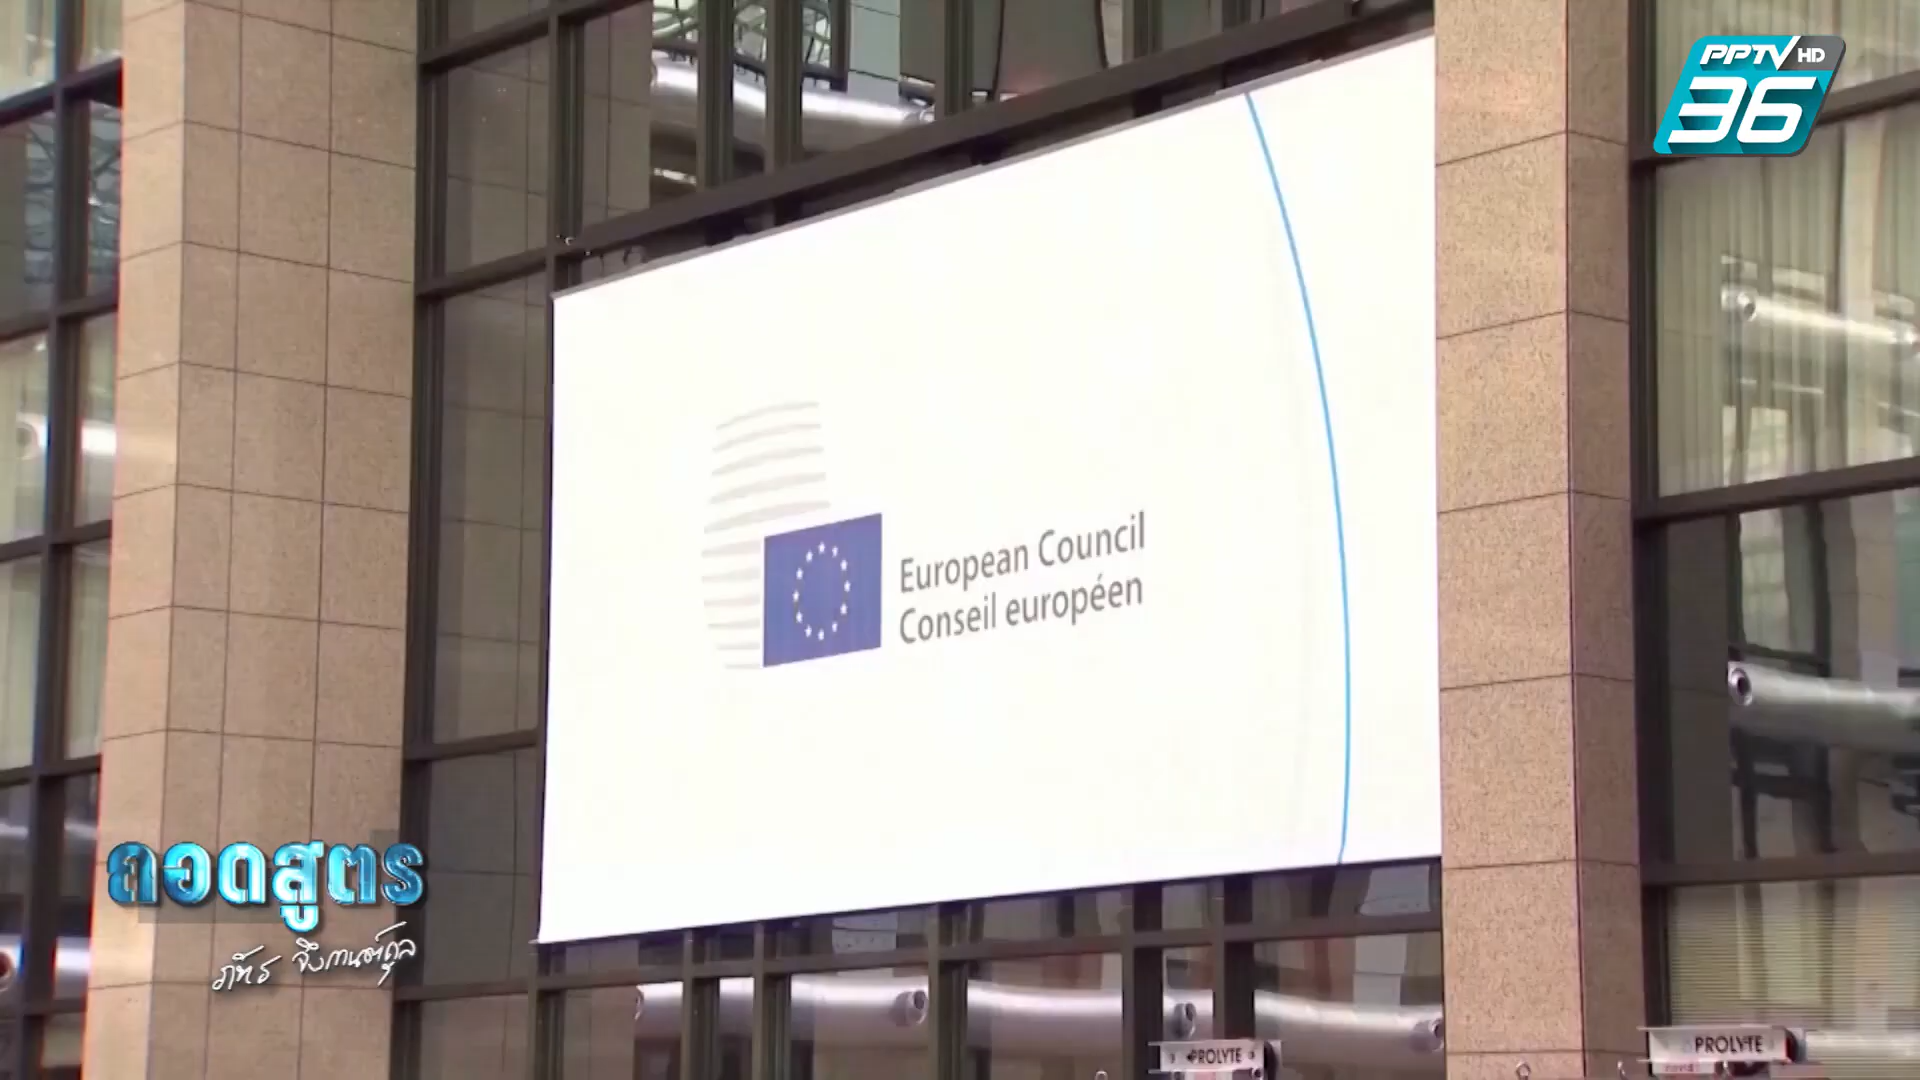 PPTV HD
36
European Council
Conseil européen
ถอดสูตร
ภัทร จึงกานต์กุล
PROLYTE
PROLYTE